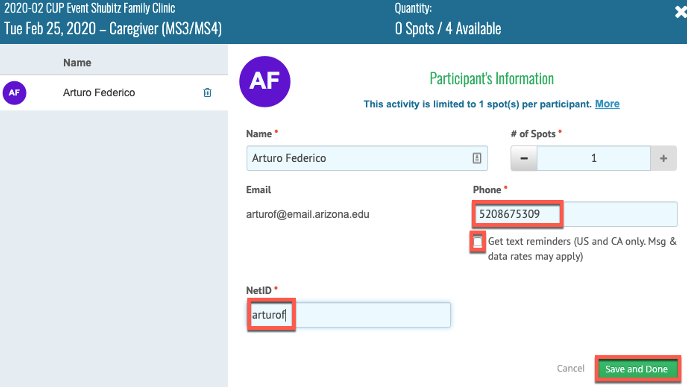 2020-02 CUP Event Shubitz Family Clinic
Tue Feb 25, 2020 – Caregiver (MS3/MS4)
Quantity:
0 Spots / 4 Available
Name
AF
Arturo Federico
AF
Participant's Information
This activity is limited to 1 spot(s) per participant. More
Name *
# of Spots *
Arturo Federico
1
Email
Phone *
arturof@email.arizona.edu
5208675309
Get text reminders (US and CA only. Msg &
data rates may apply)
NetID *
arturof
Cancel
Save and Done